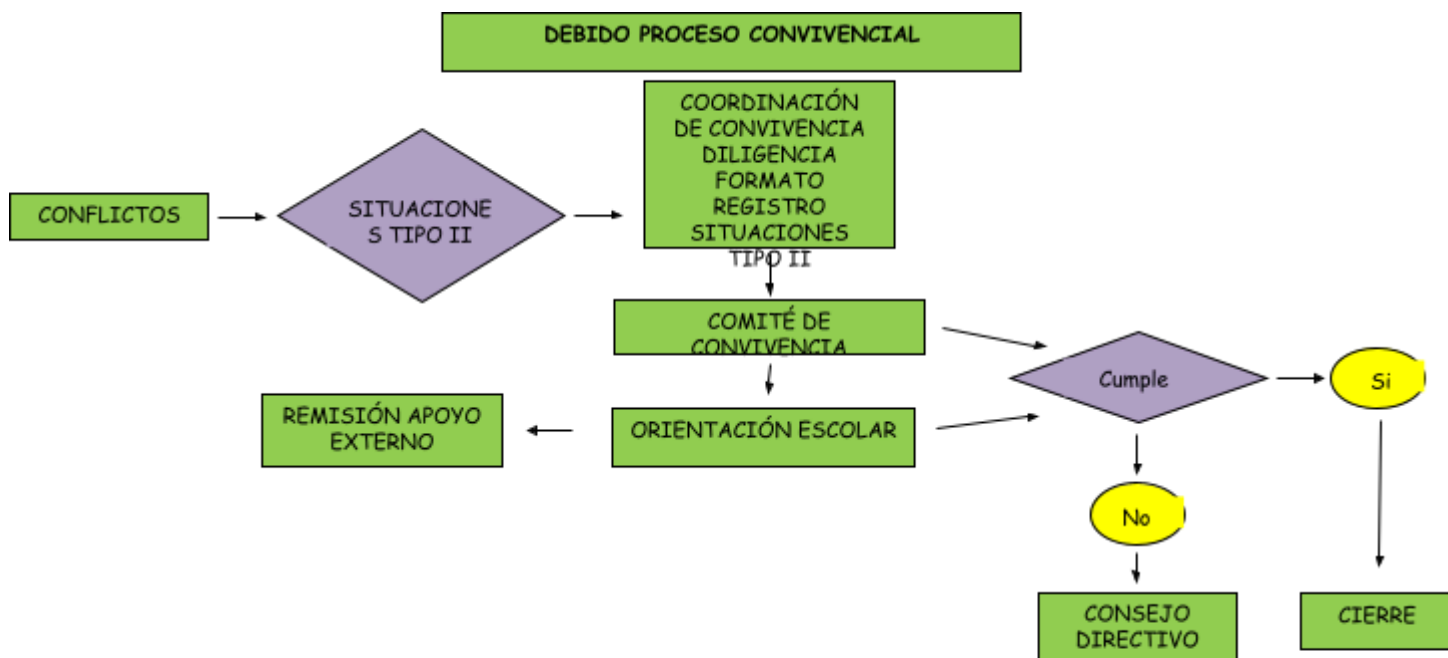 DEBIDO PROCESO CONVIVENCIAL
COORDINACIÓN
DE CONVIVENCIA
DILIGENCIA
FORMATO
REGISTRO
SITUACIONES
TIPO II
CONFLICTOS
SITUACIONE
S TIPO II
COMITÉ DE
CONVIVENCIA
Cumple
Si
REMISIÓN APOYO
EXTERNO
ORIENTACIÓN ESCOLAR
No
CONSEJO
DIRECTIVO
CIERRE